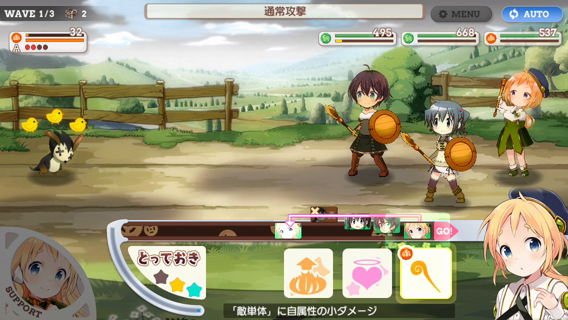 WAVE 1/3 2
通常攻撃
MENU
AUTO
32
495
668
537
GO!
とっておき
SUPPORT
「敵単体」に自属性の小ダメージ